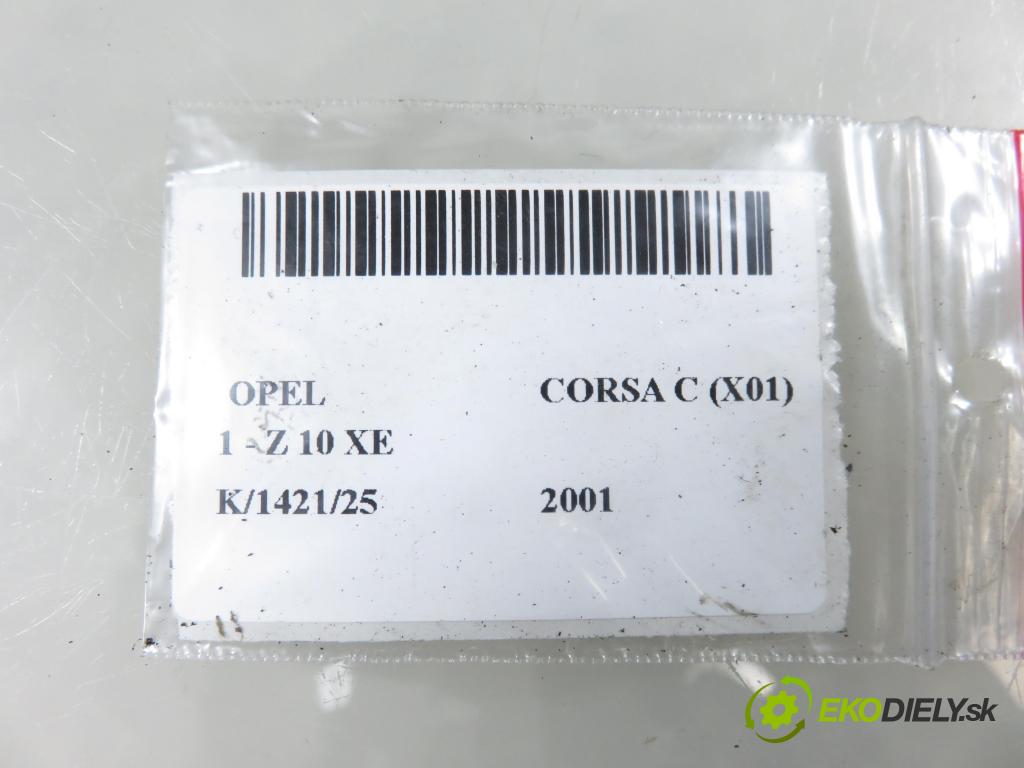 OPEL CORSA C (X01)
1 - Z 10 XE
K/1421/25 2001
EKODIELY.sk